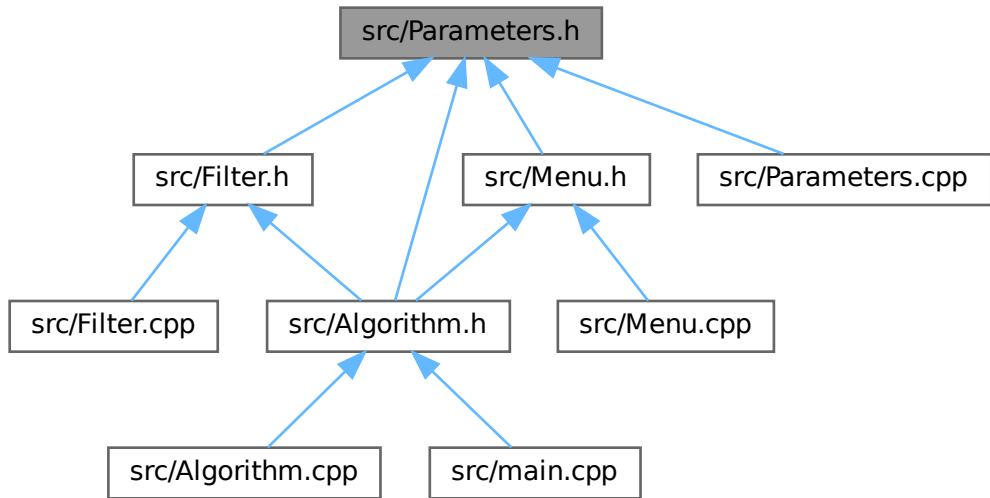 src/Parameters.h
src/Filter.h
src/Menu.h
src/Parameters.cpp
src/Filter.cpp
src/Algorithm.h
src/Menu.cpp
src/Algorithm.cpp
src/main.cpp